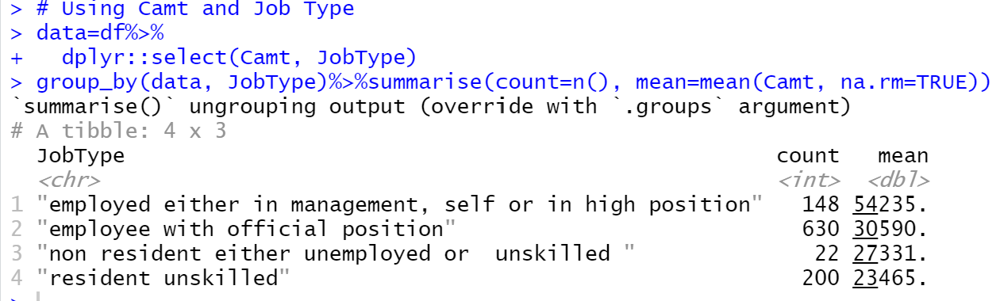 > # Using Camt and Job Type
> data=df%>%
+   dplyr::select(Camt, JobType)
> group_by(data, JobType)%>%summarise(count=n(), mean=mean(Camt, na.rm=TRUE))
`summarise()` ungrouping output (override with `.groups` argument)
# A tibble: 4 x 3
  JobType                                                    count   mean
  <chr>                                                      <int>  <dbl>
1 "employed either in management, self or in high position"   148 54235.
2 "employee with official position"                           630 30590.
3 "non resident either unemployed or  unskilled "              22 27331.
4 "resident unskilled"                                        200 23465.
>